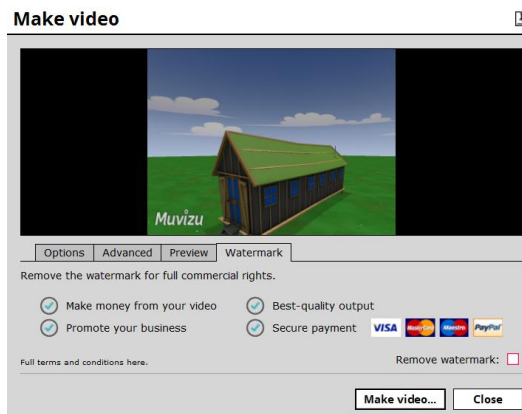 Make video
Muvizu
Options Advanced Preview Watermark
Remove the watermark for full commercial rights.
Make money from your video Best-quality output
Promote your business Secure payment VISA MasterCard Maestro PayPal
Full terms and conditions here. Remove watermark:
Make video... Close